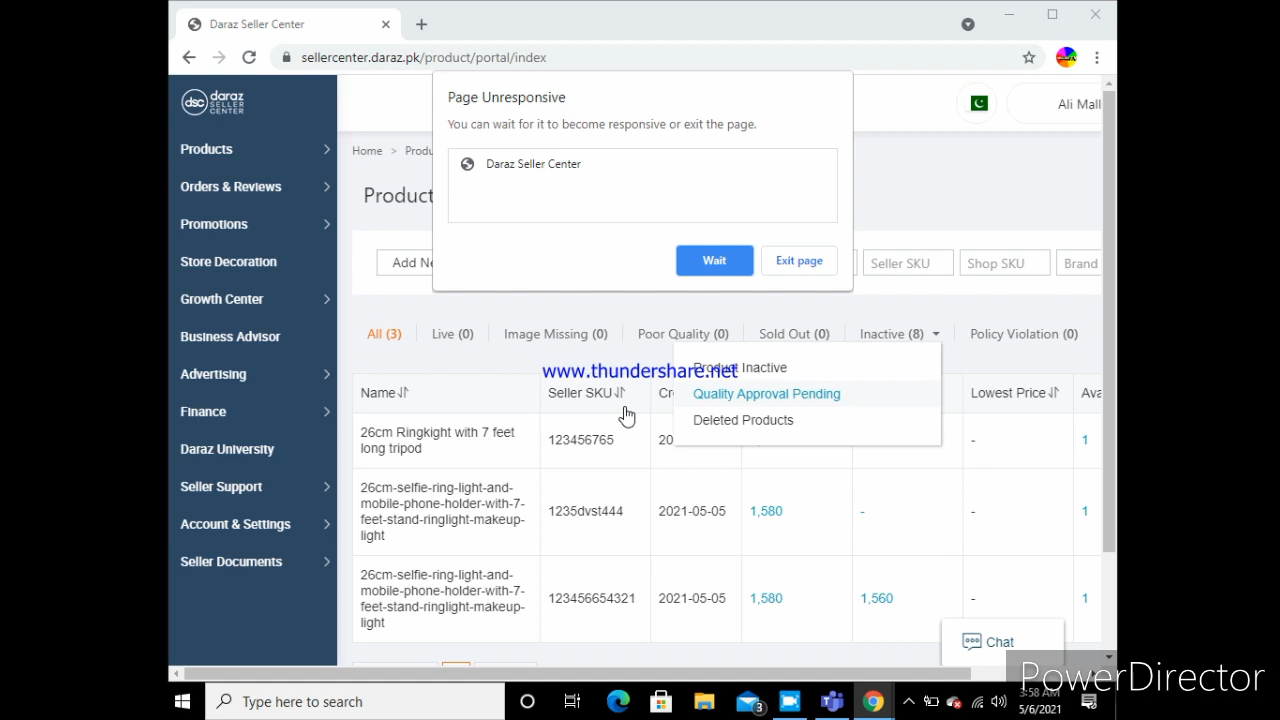 Daraz Seller Center
sellercenter.daraz.pk/product/portal/index
dsc daraz
SELLER
CENTER
Products
Orders & Reviews
Promotions
Store Decoration
Growth Center
Business Advisor
Advertising
Finance
Daraz University
Seller Support
Account & Settings
Seller Documents
Page Unresponsive
You can wait for it to become responsive or exit the page.
Daraz Seller Center
Wait
Exit page
Ali Mall
Home > Produ
Product
Add Ne
Seller SKU
Shop SKU
Brand
All (3)
Live (0)
Image Missing (0)
Poor Quality (0)
Sold Out (0)
Inactive (8)
Policy Violation (0)
Product Inactive
Quality Approval Pending
Deleted Products
www.thundershare.net
Name
Seller SKU
Cr
Lowest Price
Ava
26cm Ringkight with 7 feet
long tripod
123456765
20
-
1
26cm-selfie-ring-light-and-
mobile-phone-holder-with-7-
feet-stand-ringlight-makeup-
light
1235dvst444
2021-05-05
1,580
-
-
1
26cm-selfie-ring-light-and-
mobile-phone-holder-with-7-
feet-stand-ringlight-makeup-
light
123456654321
2021-05-05
1,580
1,560
-
1
Chat
PowerDirector
Type here to search
3
3:58 AM
5/6/2021